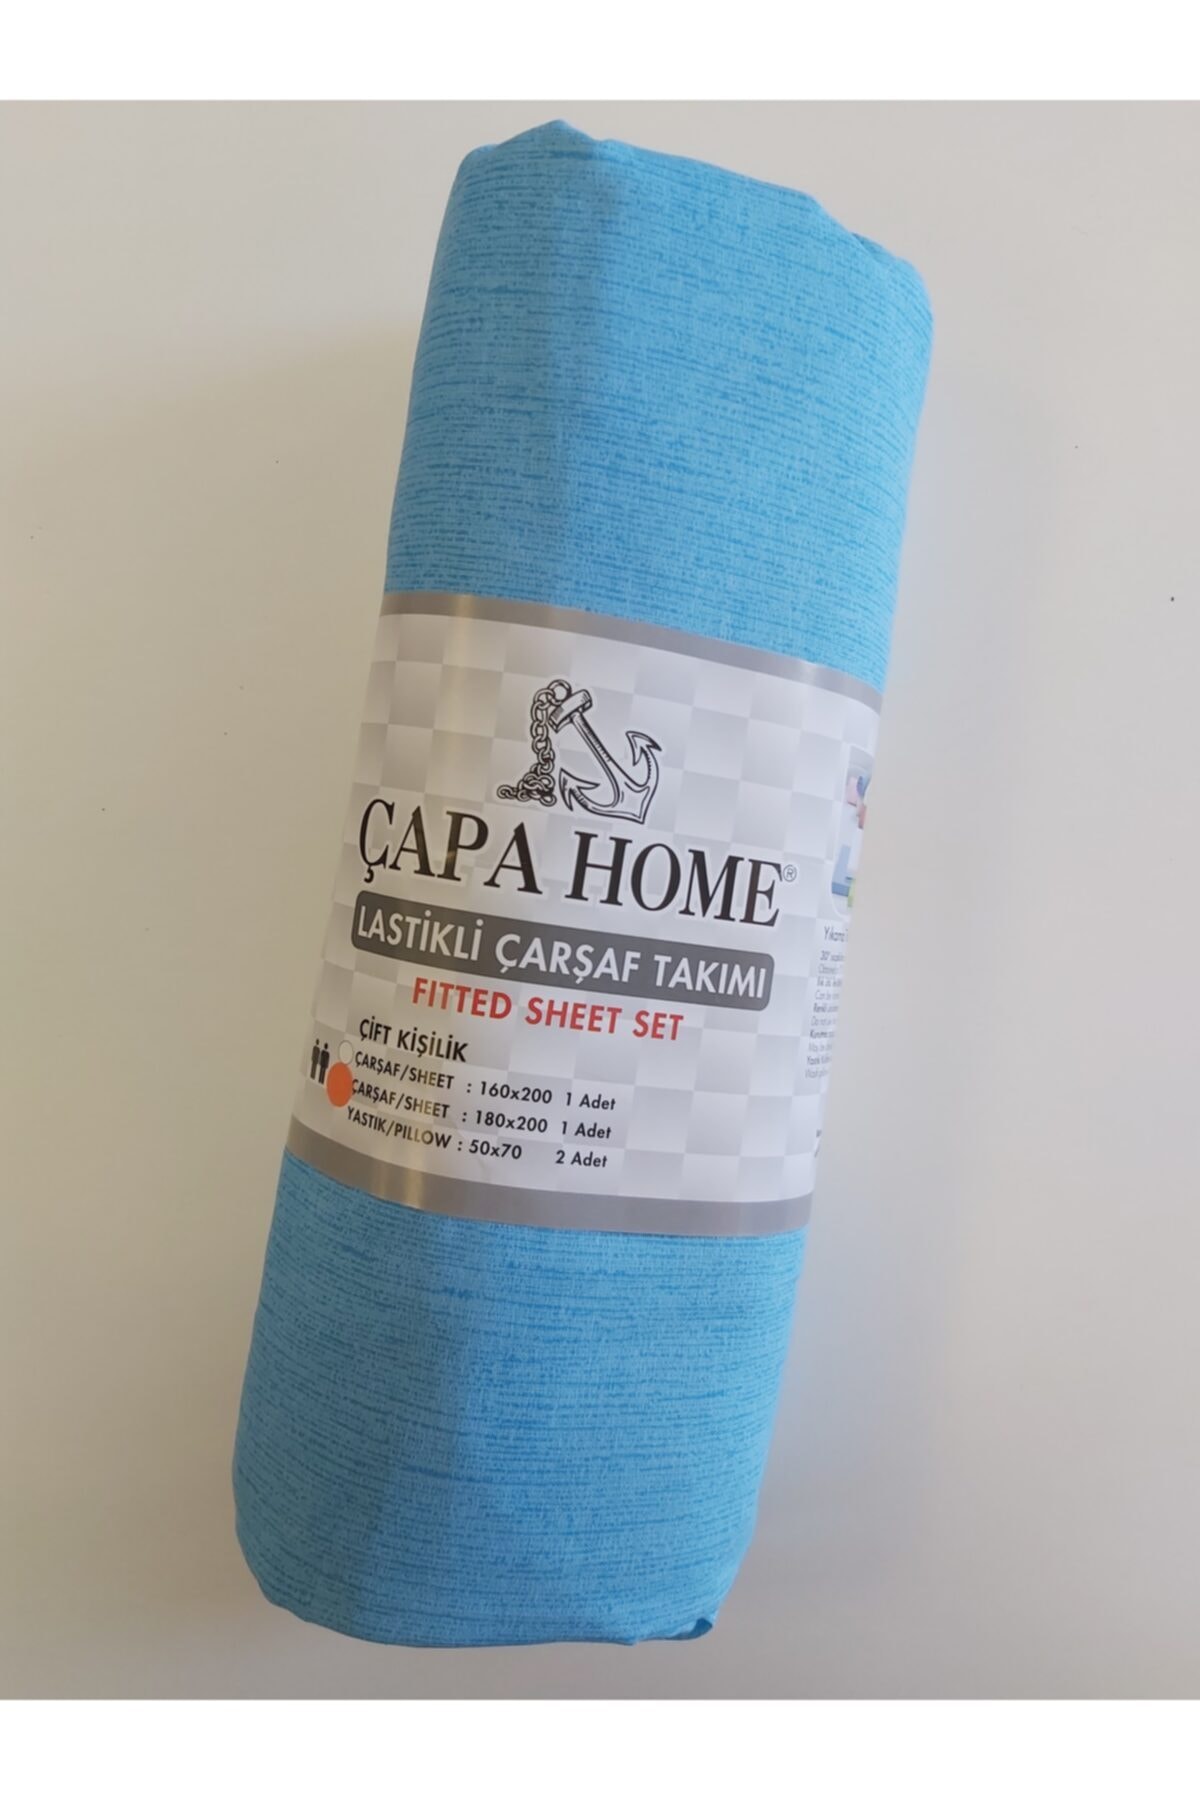 ÇAPA HOME®
LASTİKLİ ÇARŞAF TAKIMI
FITTED SHEET SET
ÇİFT KİŞİLİK
ÇARŞAF/SHEET : 160x200 1 Adet
ÇARŞAF/SHEET : 180x200 1 Adet
YASTIK/PILLOW : 50x70 2 Adet
Yıkama